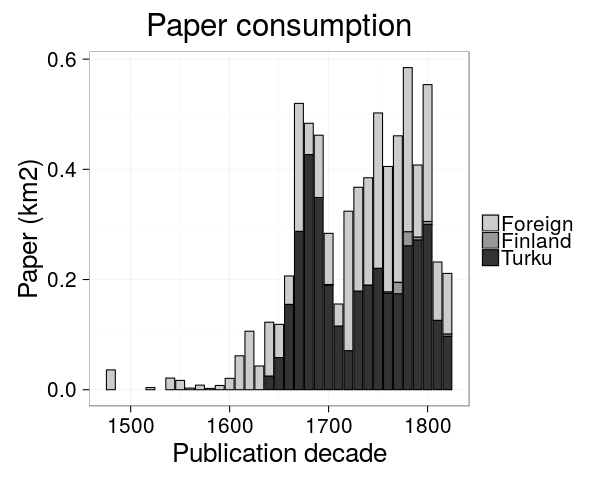 Paper consumption
0.6
0.4
0.2
0.0
Paper (km2)
1500 1600 1700 1800
Publication decade
Foreign
Finland
Turku